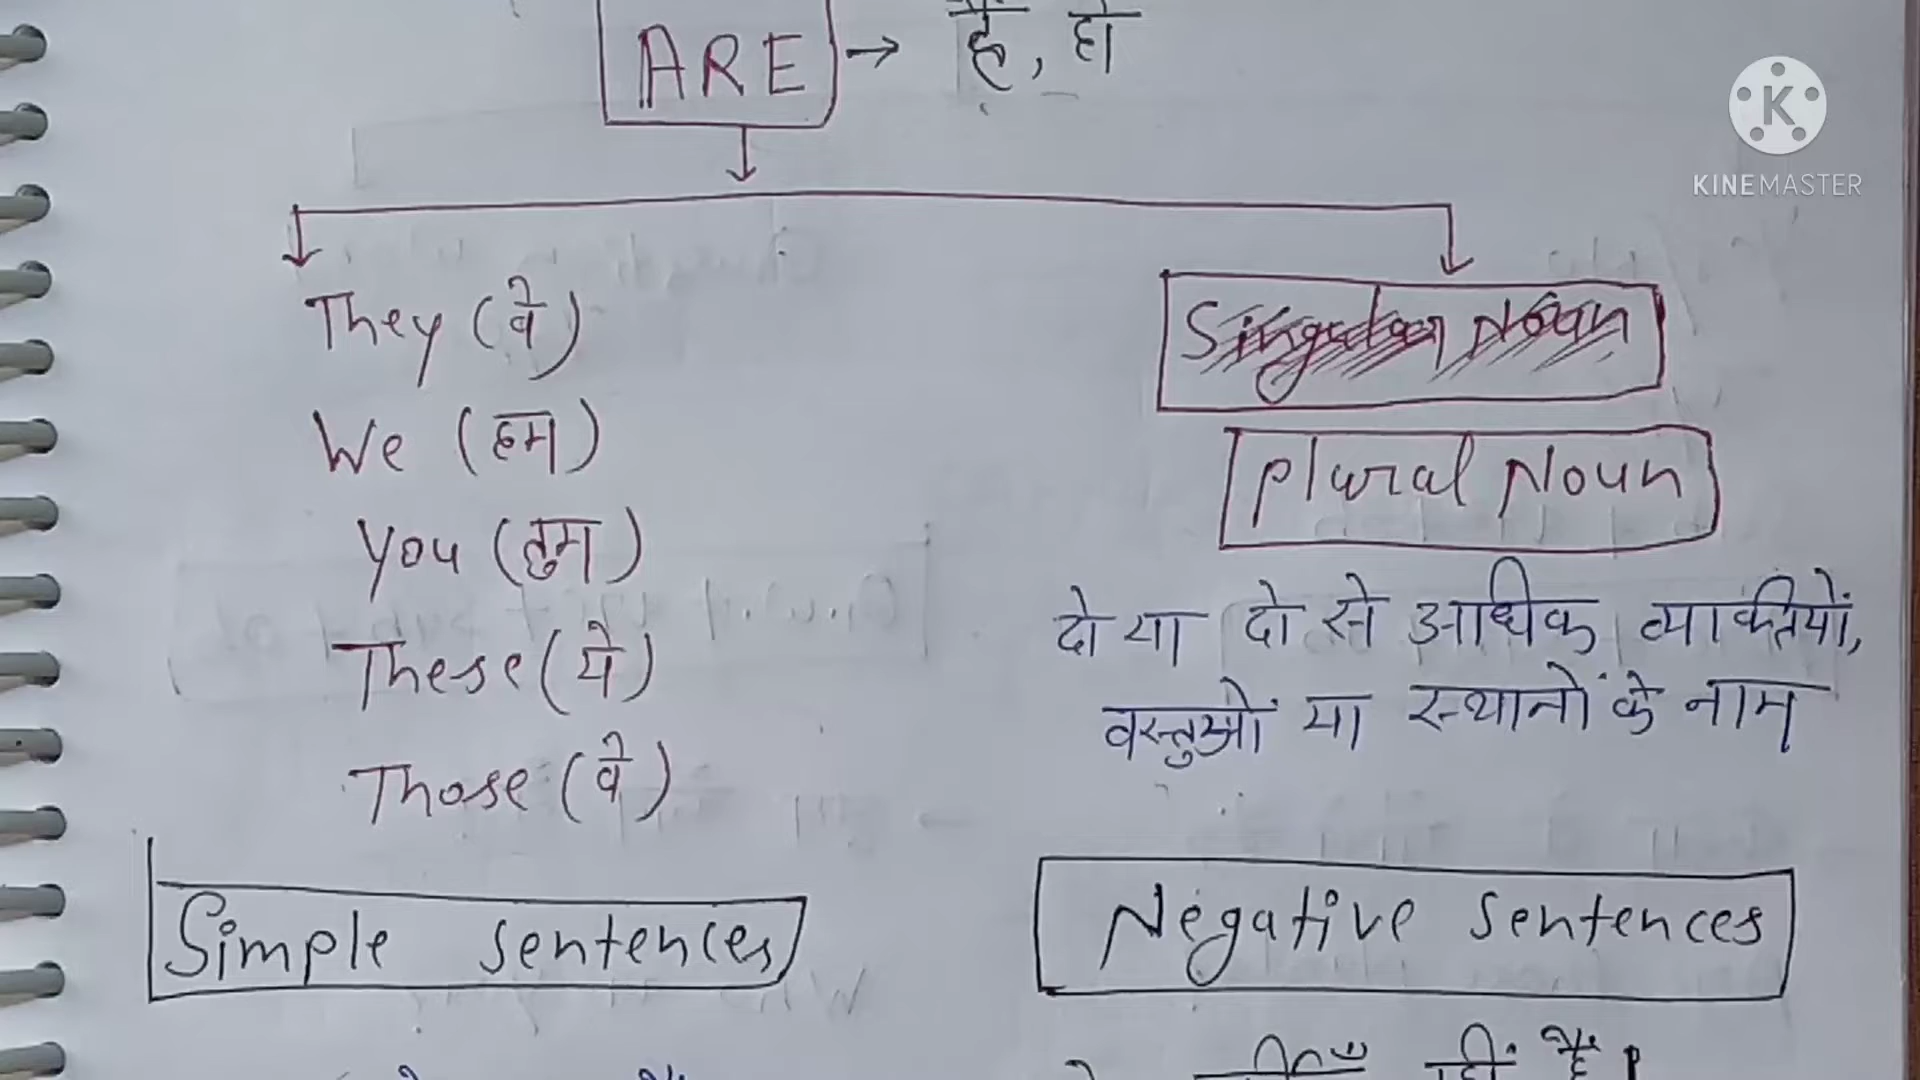 ARE → हैं, हो
They (वे)
We (हम)
You (तुम)
These (ये)
Those (वे)
Singular Noun
Plural Noun
दो या दो से अधिक व्यक्तियों,
वस्तुओं या स्थानों के नाम
Simple sentences
Negative sentences
नहीं हैं।
KINEMASTER